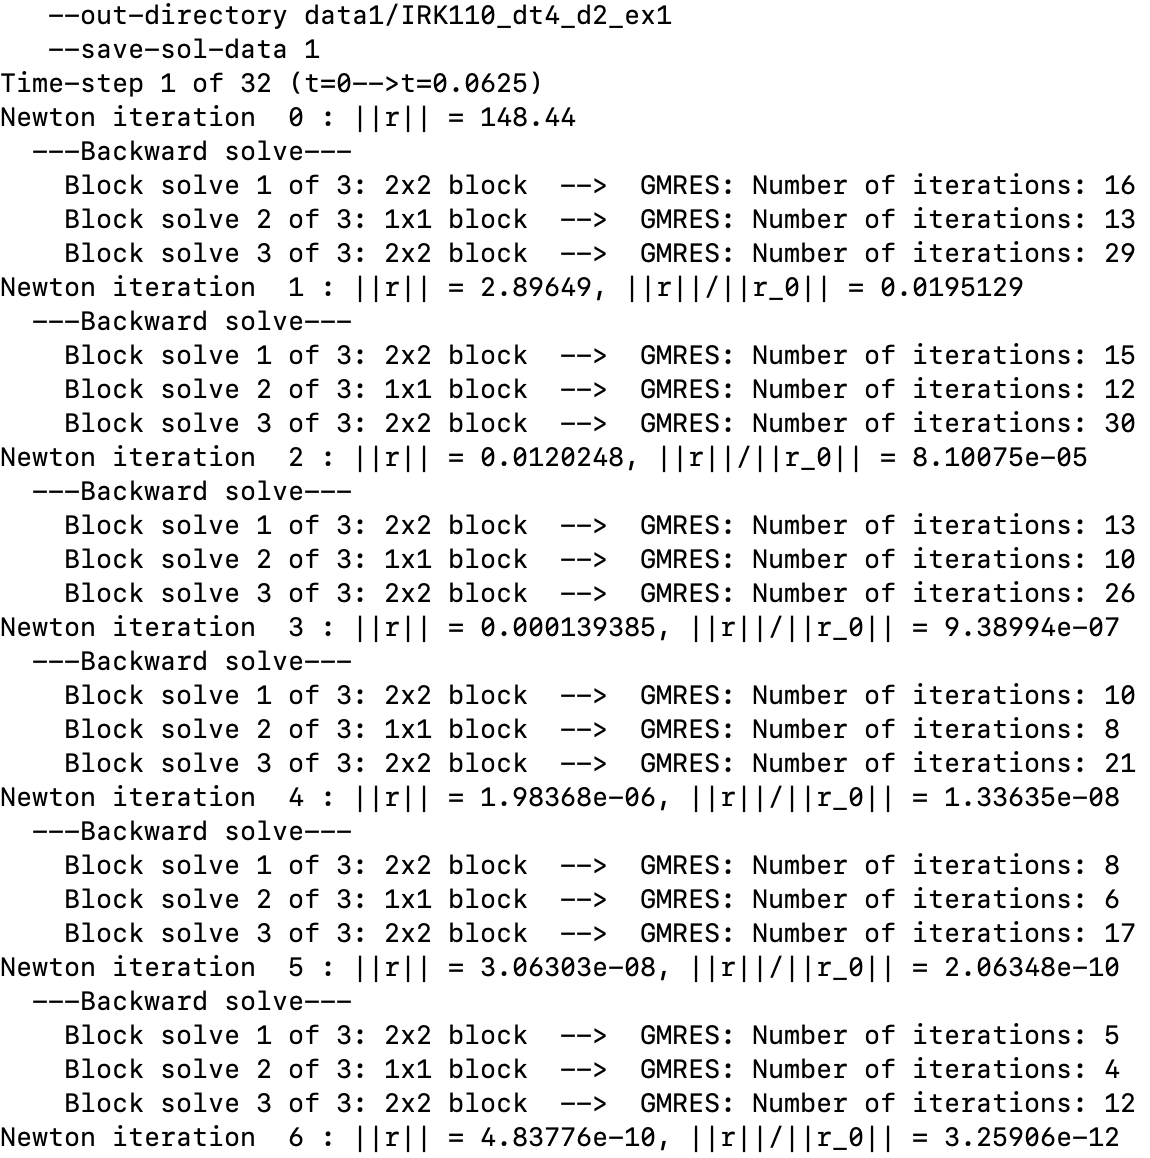 --out-directory data1/IRK110_dt4_d2_ex1
--save-sol-data 1
Time-step 1 of 32 (t=0-->t=0.0625)
Newton iteration  0 : ||r|| = 148.44
---Backward solve---
Block solve 1 of 3: 2x2 block  -->  GMRES: Number of iterations: 16
Block solve 2 of 3: 1x1 block  -->  GMRES: Number of iterations: 13
Block solve 3 of 3: 2x2 block  -->  GMRES: Number of iterations: 29
Newton iteration  1 : ||r|| = 2.89649, ||r||/||r_0|| = 0.0195129
---Backward solve---
Block solve 1 of 3: 2x2 block  -->  GMRES: Number of iterations: 15
Block solve 2 of 3: 1x1 block  -->  GMRES: Number of iterations: 12
Block solve 3 of 3: 2x2 block  -->  GMRES: Number of iterations: 30
Newton iteration  2 : ||r|| = 0.0120248, ||r||/||r_0|| = 8.10075e-05
---Backward solve---
Block solve 1 of 3: 2x2 block  -->  GMRES: Number of iterations: 13
Block solve 2 of 3: 1x1 block  -->  GMRES: Number of iterations: 10
Block solve 3 of 3: 2x2 block  -->  GMRES: Number of iterations: 26
Newton iteration  3 : ||r|| = 0.000139385, ||r||/||r_0|| = 9.38994e-07
---Backward solve---
Block solve 1 of 3: 2x2 block  -->  GMRES: Number of iterations: 10
Block solve 2 of 3: 1x1 block  -->  GMRES: Number of iterations: 8
Block solve 3 of 3: 2x2 block  -->  GMRES: Number of iterations: 21
Newton iteration  4 : ||r|| = 1.98368e-06, ||r||/||r_0|| = 1.33635e-08
---Backward solve---
Block solve 1 of 3: 2x2 block  -->  GMRES: Number of iterations: 8
Block solve 2 of 3: 1x1 block  -->  GMRES: Number of iterations: 6
Block solve 3 of 3: 2x2 block  -->  GMRES: Number of iterations: 17
Newton iteration  5 : ||r|| = 3.06303e-08, ||r||/||r_0|| = 2.06348e-10
---Backward solve---
Block solve 1 of 3: 2x2 block  -->  GMRES: Number of iterations: 5
Block solve 2 of 3: 1x1 block  -->  GMRES: Number of iterations: 4
Block solve 3 of 3: 2x2 block  -->  GMRES: Number of iterations: 12
Newton iteration  6 : ||r|| = 4.83776e-10, ||r||/||r_0|| = 3.25906e-12